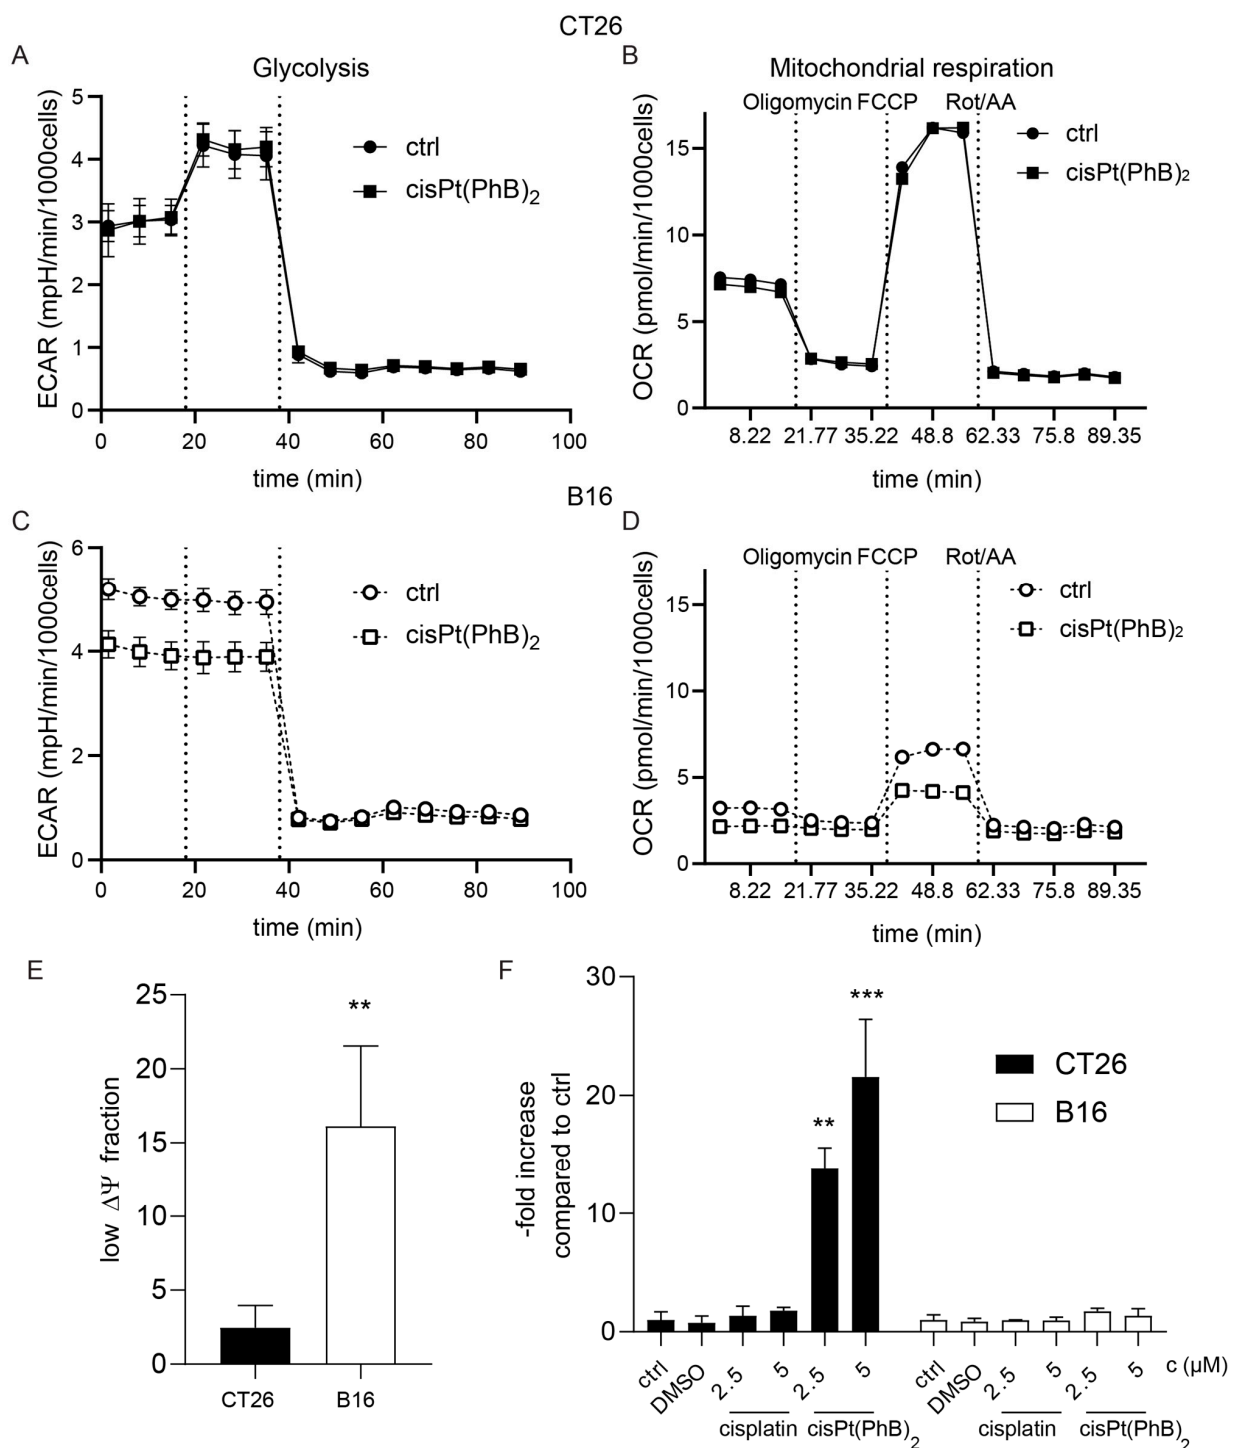 CT26
A
Glycolysis
ECAR (mpH/min/1000cells)
5
4
3
2
1
0
0 20 40 60 80 100
time (min)
ctrl
cisPt(PhB)2
B
Mitochondrial respiration
Oligomycin FCCP Rot/AA
OCR (pmol/min/1000cells)
15
10
5
0
8.22 21.77 35.22 48.8 62.33 75.8 89.35
time (min)
ctrl
cisPt(PhB)2
B16
C
ECAR (mpH/min/1000cells)
6
4
2
0
0 20 40 60 80 100
time (min)
ctrl
cisPt(PhB)2
D
Oligomycin FCCP Rot/AA
OCR (pmol/min/1000cells)
15
10
5
0
8.22 21.77 35.22 48.8 62.33 75.8 89.35
time (min)
ctrl
cisPt(PhB)2
E
low ΔΨ fraction
25
20
15
10
5
0
**
CT26 B16
F
-fold increase
compared to ctrl
30
20
10
0
**
***
CT26
B16
ctrl DMSO 2.5 5 2.5 5 ctrl DMSO 2.5 5 2.5 5 c (µM)
cisplatin cisPt(PhB)2 cisplatin cisPt(PhB)2